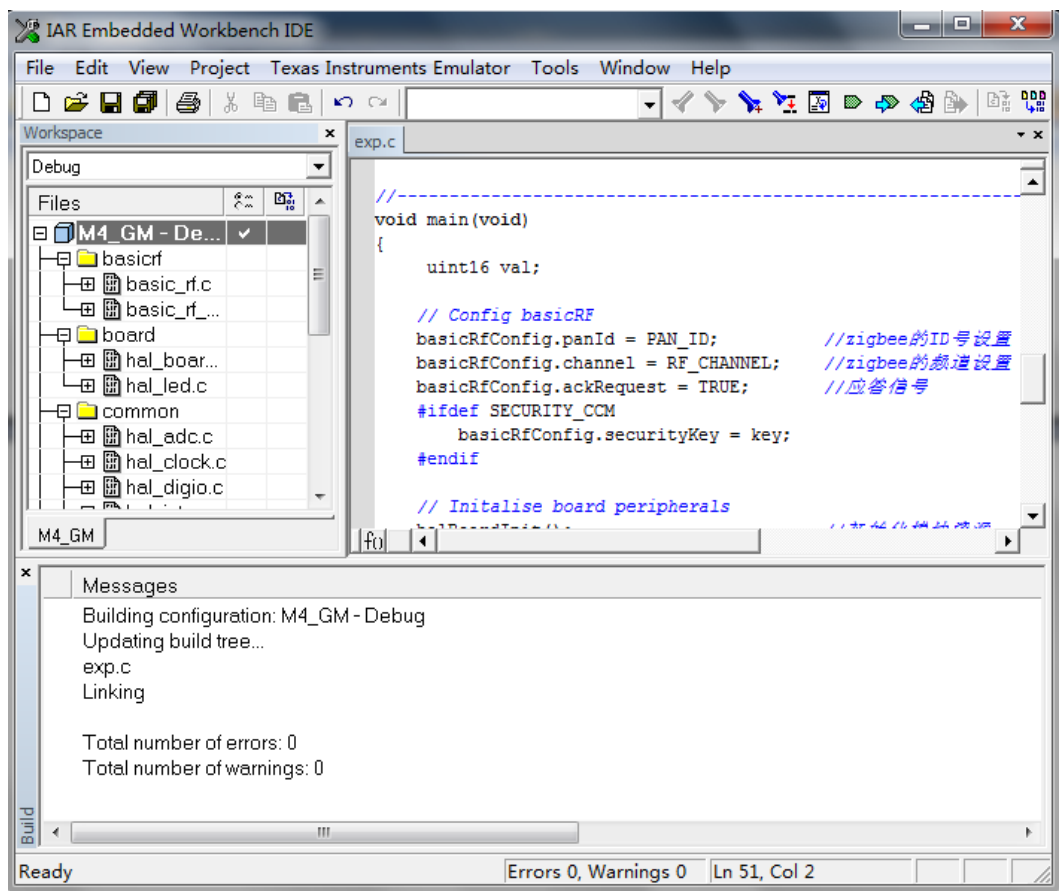 IAR Embedded Workbench IDE
File Edit View Project Texas Instruments Emulator Tools Window Help
Workspace
exp.c
Debug
Files
M4_GM - De...
basicrf
basic_rf.c
basic_rf_...
board
hal_boar...
hal_led.c
common
hal_adc.c
hal_clock.c
hal_digio.c
M4_GM
//------------------------------------------------------------
void main(void)
{
uint16 val;
// Config basicRF
basicRfConfig.panId = PAN_ID; //zigbee的ID号设置
basicRfConfig.channel = RF_CHANNEL; //zigbee的频道设置
basicRfConfig.ackRequest = TRUE; //应答信号
#ifdef SECURITY_CCM
basicRfConfig.securityKey = key;
#endif
// Initalise board peripherals
Messages
Building configuration: M4_GM - Debug
Updating build tree...
exp.c
Linking
Total number of errors: 0
Total number of warnings: 0
Build
Ready
Errors 0, Warnings 0
Ln 51, Col 2